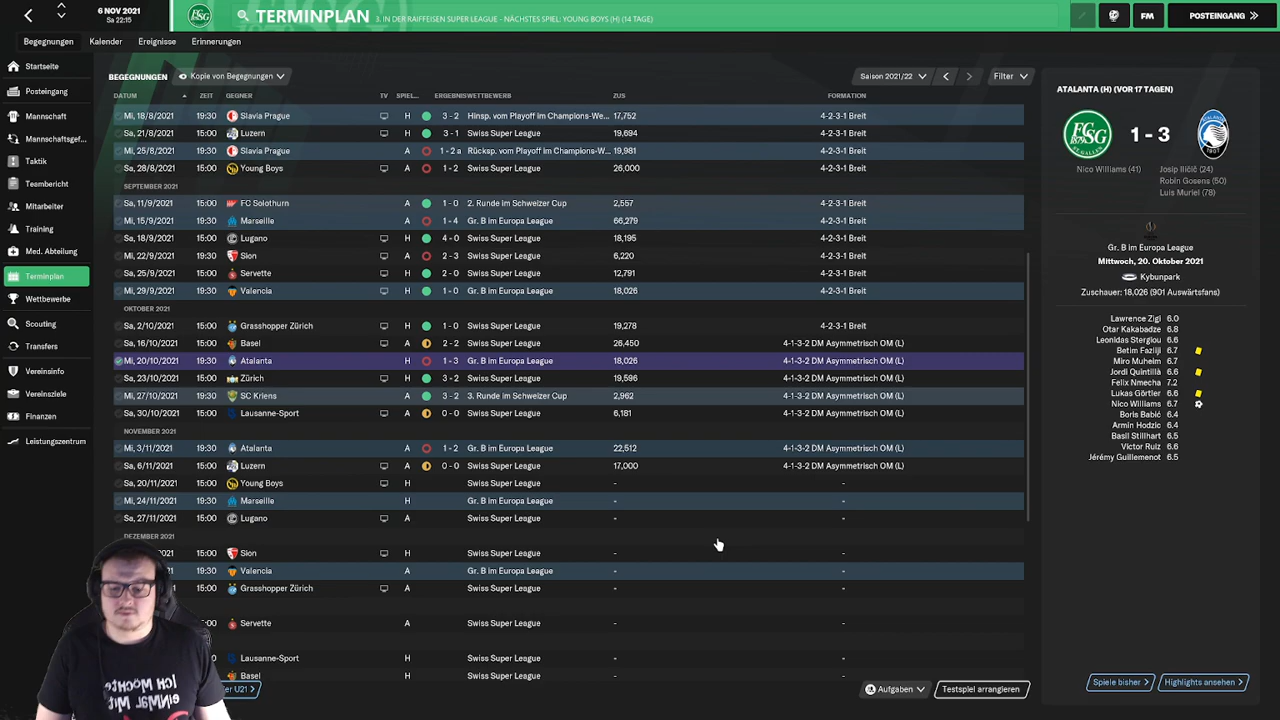 6 NOV 2021
Sa 22:15
TERMINPLAN
3. IN DER RAIFFEISEN SUPER LEAGUE - NÄCHSTES SPIEL: YOUNG BOYS (H) (14 TAGE)
FM
POSTEINGANG
Begegnungen Kalender Ereignisse Erinnerungen
Startseite
Posteingang
Mannschaft
Mannschaftsgef...
Taktik
Teambericht
Mitarbeiter
Training
Med. Abteilung
Terminplan
Wettbewerbe
Scouting
Transfers
Vereinsinfo
Vereinsziele
Finanzen
Leistungszentrum
BEGEGNUNGEN Kopie von Begegnungen Saison 2021/22 Filter
DATUM ZEIT GEGNER TV SPIEL... ERGEBNIS WETTBEWERB ZUS FORMATION
Mi, 18/8/2021 19:30 Slavia Prague H 3 - 2 Hinsp. vom Playoff im Champions-We... 17,752 4-2-3-1 Breit
Sa, 21/8/2021 15:00 Luzern H 3 - 1 Swiss Super League 19,694 4-2-3-1 Breit
Mi, 25/8/2021 19:30 Slavia Prague A 1 - 2 a Rücksp. vom Playoff im Champions-W... 19,981 4-2-3-1 Breit
Sa, 28/8/2021 15:00 Young Boys A 1 - 2 Swiss Super League 26,000 4-2-3-1 Breit
SEPTEMBER 2021
Sa, 11/9/2021 15:00 FC Solothurn A 1 - 0 2. Runde im Schweizer Cup 2,557 4-2-3-1 Breit
Mi, 15/9/2021 19:30 Marseille A 1 - 4 Gr. B im Europa League 66,279 4-2-3-1 Breit
Sa, 18/9/2021 15:00 Lugano H 4 - 0 Swiss Super League 18,195 4-2-3-1 Breit
Mi, 22/9/2021 19:30 Sion A 2 - 3 Swiss Super League 6,220 4-2-3-1 Breit
Sa, 25/9/2021 15:00 Servette H 2 - 0 Swiss Super League 12,791 4-2-3-1 Breit
Mi, 29/9/2021 19:30 Valencia H 1 - 0 Gr. B im Europa League 18,026 4-2-3-1 Breit
OKTOBER 2021
Sa, 2/10/2021 15:00 Grasshopper Zürich H 1 - 0 Swiss Super League 19,278 4-2-3-1 Breit
Sa, 16/10/2021 15:00 Basel A 2 - 2 Swiss Super League 26,450 4-1-3-2 DM Asymmetrisch OM (L)
Mi, 20/10/2021 19:30 Atalanta H 1 - 3 Gr. B im Europa League 18,026 4-1-3-2 DM Asymmetrisch OM (L)
Sa, 23/10/2021 15:00 Zürich H 3 - 2 Swiss Super League 19,596 4-1-3-2 DM Asymmetrisch OM (L)
Mi, 27/10/2021 19:30 SC Kriens A 3 - 2 3. Runde im Schweizer Cup 2,962 4-1-3-2 DM Asymmetrisch OM (L)
Sa, 30/10/2021 15:00 Lausanne-Sport A 0 - 0 Swiss Super League 6,181 4-1-3-2 DM Asymmetrisch OM (L)
NOVEMBER 2021
Mi, 3/11/2021 19:30 Atalanta A 1 - 2 Gr. B im Europa League 22,512 4-1-3-2 DM Asymmetrisch OM (L)
Sa, 6/11/2021 15:00 Luzern A 0 - 0 Swiss Super League 17,000 4-1-3-2 DM Asymmetrisch OM (L)
Sa, 20/11/2021 15:00 Young Boys H Swiss Super League - -
Mi, 24/11/2021 19:30 Marseille H Gr. B im Europa League - -
Sa, 27/11/2021 15:00 Lugano A Swiss Super League - -
DEZEMBER 2021
/2021 15:00 Sion H Swiss Super League - -
2021 19:30 Valencia A Gr. B im Europa League - -
15:00 Grasshopper Zürich A Swiss Super League - -
:00 Servette A Swiss Super League - -
Lausanne-Sport H Swiss Super League - -
Basel A Swiss Super League - -
er U21 Aufgaben Testspiel arrangieren
ATALANTA (H) (VOR 17 TAGEN)
FCSG
1879
ST.GALLEN
1 - 3
Nico Williams (41)
Josip Iličić (24)
Robin Gosens (50)
Luis Muriel (78)
Gr. B im Europa League
Mittwoch, 20. Oktober 2021
Kybunpark
Zuschauer: 18,026 (901 Auswärtsfans)
Lawrence Zigi 6.0
Otar Kakabadze 6.8
Leonidas Stergiou 6.6
Betim Fazliji 6.7
Miro Muheim 6.7
Jordi Quintillà 6.6
Felix Nmecha 7.2
Lukas Görtler 6.6
Nico Williams 6.7
Boris Babić 6.4
Armin Hodzic 6.4
Basil Stillhart 6.5
Víctor Ruiz 6.6
Jérémy Guillemenot 6.5
Spiele bisher Highlights ansehen